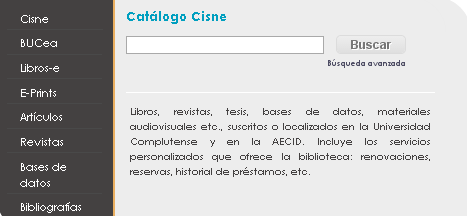 Cisne
BUCea
Libros-e
E-Prints
Artículos
Revistas
Bases de
datos
Bibliografías
Catálogo Cisne
Buscar
Búsqueda avanzada
Libros, revistas, tesis, bases de datos, materiales
audiovisuales etc., suscritos o localizados en la Universidad
Complutense y en la AECID. Incluye los servicios
personalizados que ofrece la biblioteca: renovaciones,
reservas, historial de préstamos, etc.